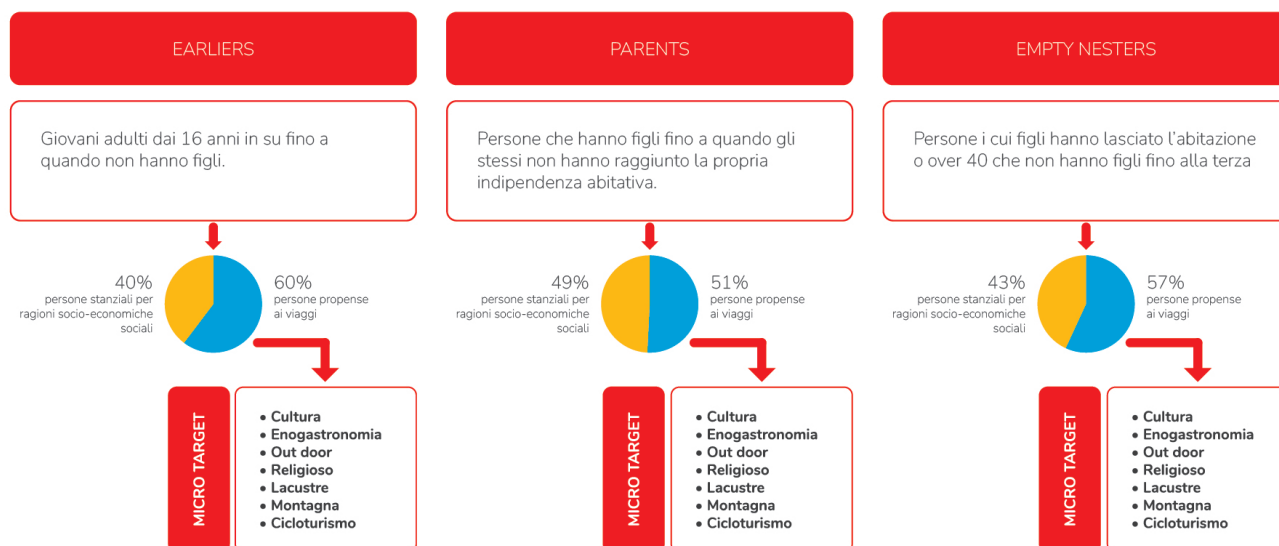 EARLIERS
Giovani adulti dai 16 anni in su fino a
quando non hanno figli.
40%
persone stanziali per
ragioni socio-economiche
sociali
60%
persone propense
ai viaggi
MICRO TARGET
• Cultura
• Enogastronomia
• Out door
• Religioso
• Lacustre
• Montagna
• Cicloturismo
PARENTS
Persone che hanno figli fino a quando gli
stessi non hanno raggiunto la propria
indipendenza abitativa.
49%
persone stanziali per
ragioni socio-economiche
sociali
51%
persone propense
ai viaggi
MICRO TARGET
• Cultura
• Enogastronomia
• Out door
• Religioso
• Lacustre
• Montagna
• Cicloturismo
EMPTY NESTERS
Persone i cui figli hanno lasciato l'abitazione
o over 40 che non hanno figli fino alla terza
43%
persone stanziali per
ragioni socio-economiche
sociali
57%
persone propense
ai viaggi
MICRO TARGET
• Cultura
• Enogastronomia
• Out door
• Religioso
• Lacustre
• Montagna
• Cicloturismo